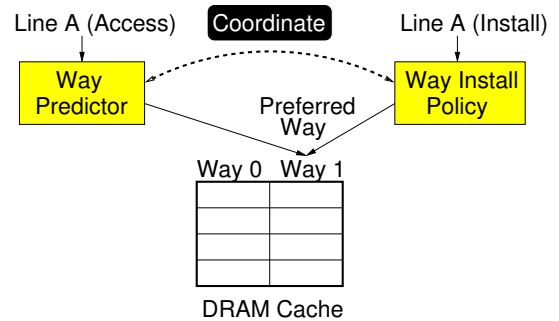 Line A (Access)
Coordinate
Line A (Install)
Way
Predictor
Way Install
Policy
Preferred
Way
Way 0
Way 1
DRAM Cache